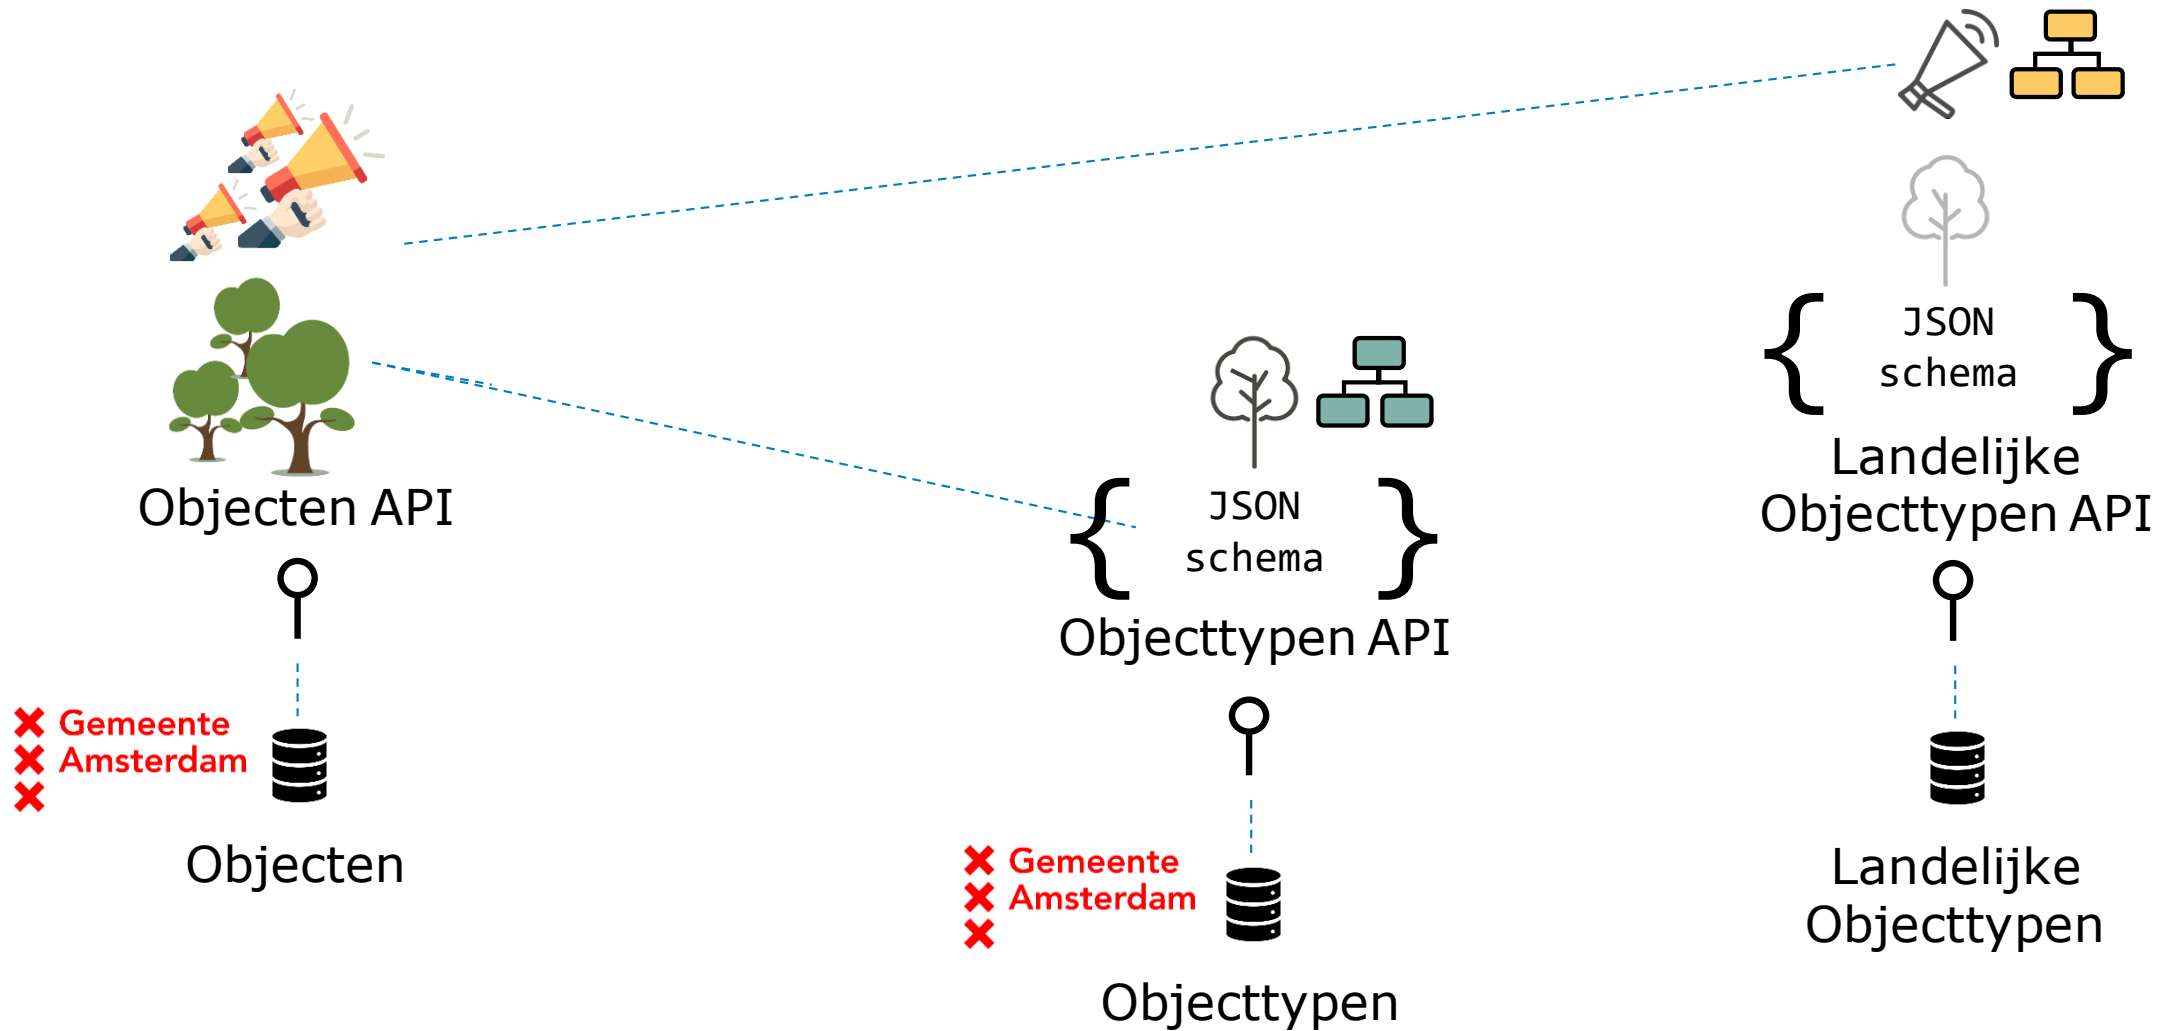 Objecten API
Gemeente
Amsterdam
Objecten
JSON
schema
Objecttypen API
Gemeente
Amsterdam
Objecttypen
JSON
schema
Landelijke
Objecttypen API
Landelijke
Objecttypen